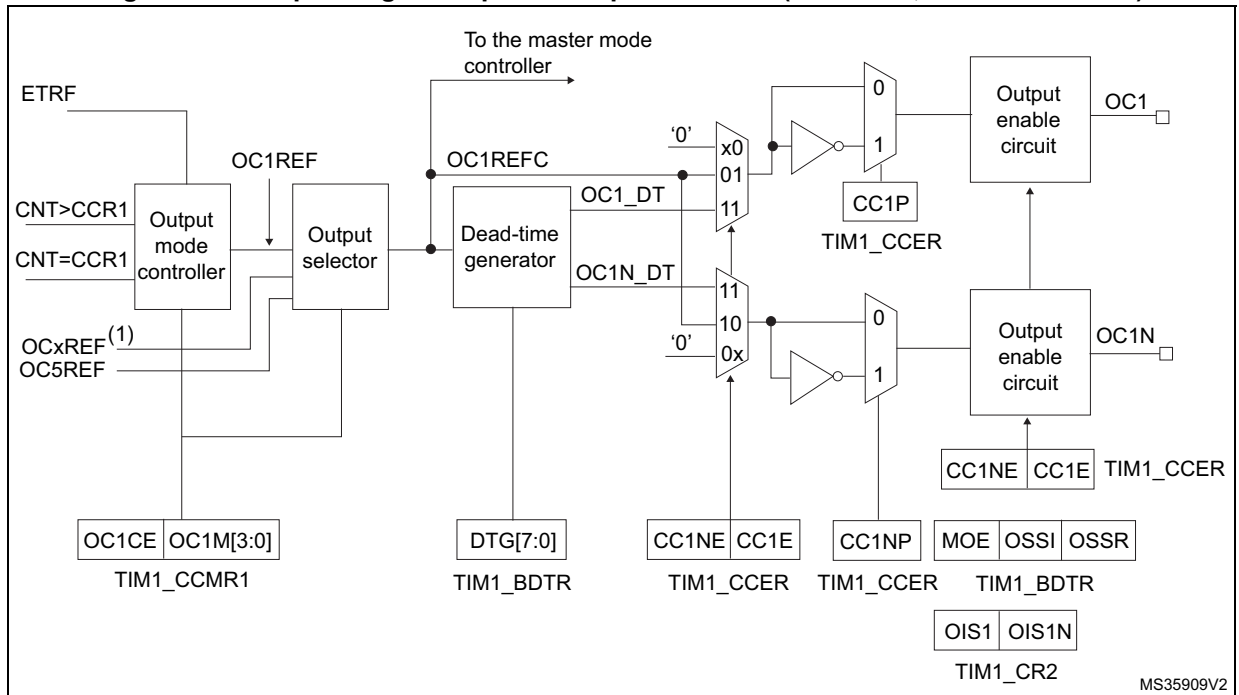 To the master mode
controller
ETRF
OC1REF
CNT>CCR1
CNT=CCR1
Output
mode
controller
Output
selector
OCxREF(1)
OC5REF
OC1REFC
Dead-time
generator
OC1_DT
OC1N_DT
'0'
x0
01
11
11
10
0x
'0'
0
1
CC1P
TIM1_CCER
0
1
Output
enable
circuit
OC1
Output
enable
circuit
OC1N
CC1NE CC1E TIM1_CCER
OC1CE OC1M[3:0]
TIM1_CCMR1
DTG[7:0]
TIM1_BDTR
CC1NE CC1E
TIM1_CCER
CC1NP
TIM1_CCER
MOE OSSI OSSR
TIM1_BDTR
OIS1 OIS1N
TIM1_CR2
MS35909V2